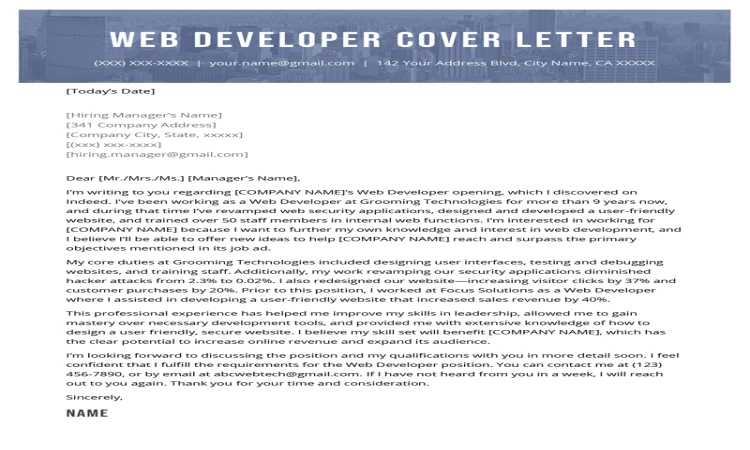 WEB DEVELOPER COVER LETTER
(XXX) XXX-XXXX | your.name@gmail.com | 142 Your Address Blvd, City Name, CA XXXXX
[Today's Date]
[Hiring Manager's Name]
[341 Company Address]
[Company City, State, xxxxx]
[(xxx) xxx-xxxx]
[hiring.manager@gmail.com]
Dear [Mr./Mrs./Ms.] [Manager's Name],
I'm writing to you regarding [COMPANY NAME]'s Web Developer opening, which I discovered on
Indeed. I've been working as a Web Developer at Grooming Technologies for more than 9 years now,
and during that time I've revamped web security applications, designed and developed a user-friendly
website, and trained over 50 staff members in internal web functions. I'm interested in working for
[COMPANY NAME] because I want to further my own knowledge and interest in web development, and
I believe I'll be able to offer new ideas to help [COMPANY NAME] reach and surpass the primary
objectives mentioned in its job ad.
My core duties at Grooming Technologies included designing user interfaces, testing and debugging
websites, and training staff. Additionally, my work revamping our security applications diminished
hacker attacks from 2.3% to 0.02%. I also redesigned our website—increasing visitor clicks by 37% and
customer purchases by 20%. Prior to this position, I worked at Focus Solutions as a Web Developer
where I assisted in developing a user-friendly website that increased sales revenue by 40%.
This professional experience has helped me improve my skills in leadership, allowed me to gain
mastery over necessary development tools, and provided me with extensive knowledge of how to
design a user friendly, secure website. I believe my skill set will benefit [COMPANY NAME], which has
the clear potential to increase online revenue and expand its audience.
I'm looking forward to discussing the position and my qualifications with you in more detail soon. I feel
confident that I fulfill the requirements for the Web Developer position. You can contact me at (123)
456-7890, or by email at abcwebtech@gmail.com. If I have not heard from you in a week, I will reach
out to you again. Thank you for your time and consideration.
Sincerely,
NAME